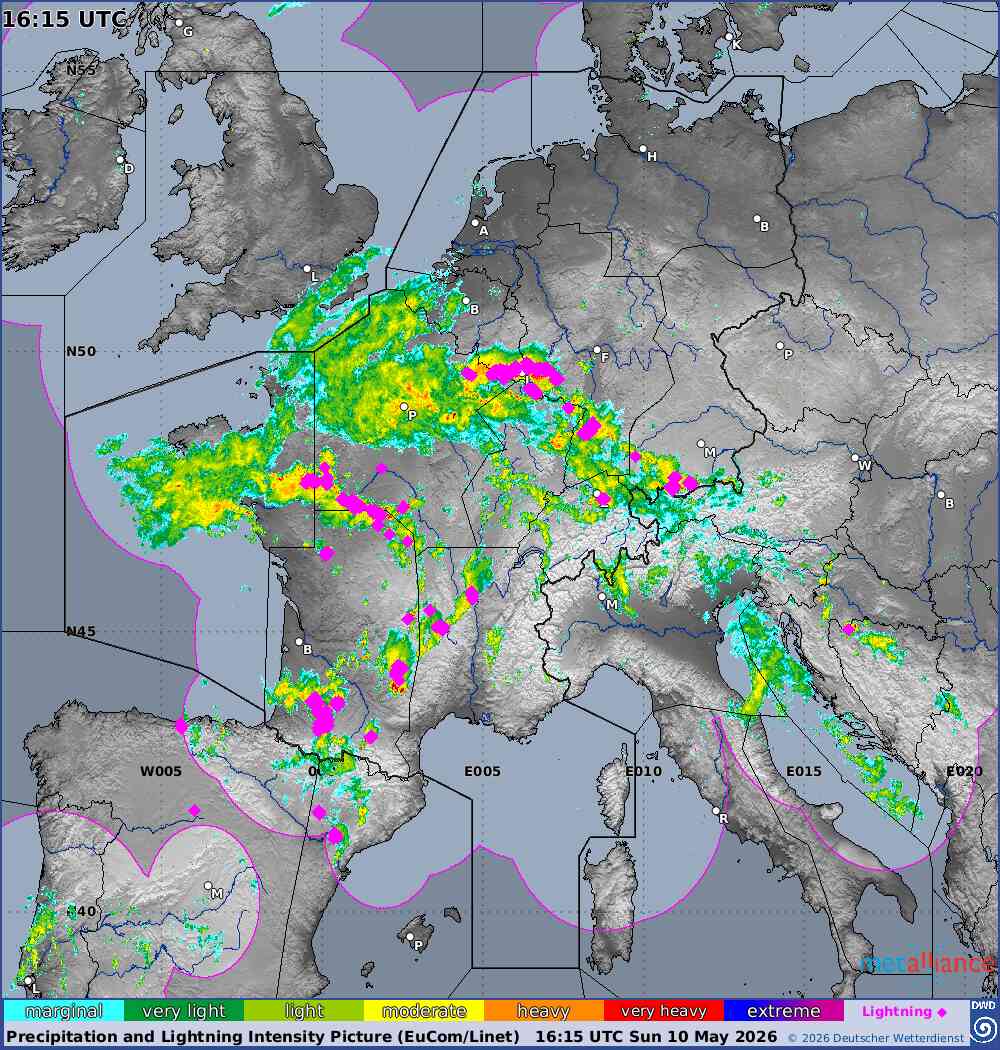 16:15 UTC
G
K
N55
D
H
A
B
L
B
N50
F
P
L
P
M
W
B
Z
M
N45
B
W005
0
E005
E010
E015
E020
R
M
N40
P
L
metalliance
marginal very light light moderate heavy very heavy extreme Lightning
DWD
Precipitation and Lightning Intensity Picture (EuCom/Linet) 16:15 UTC Sun 10 May 2026 © 2026 Deutscher Wetterdienst